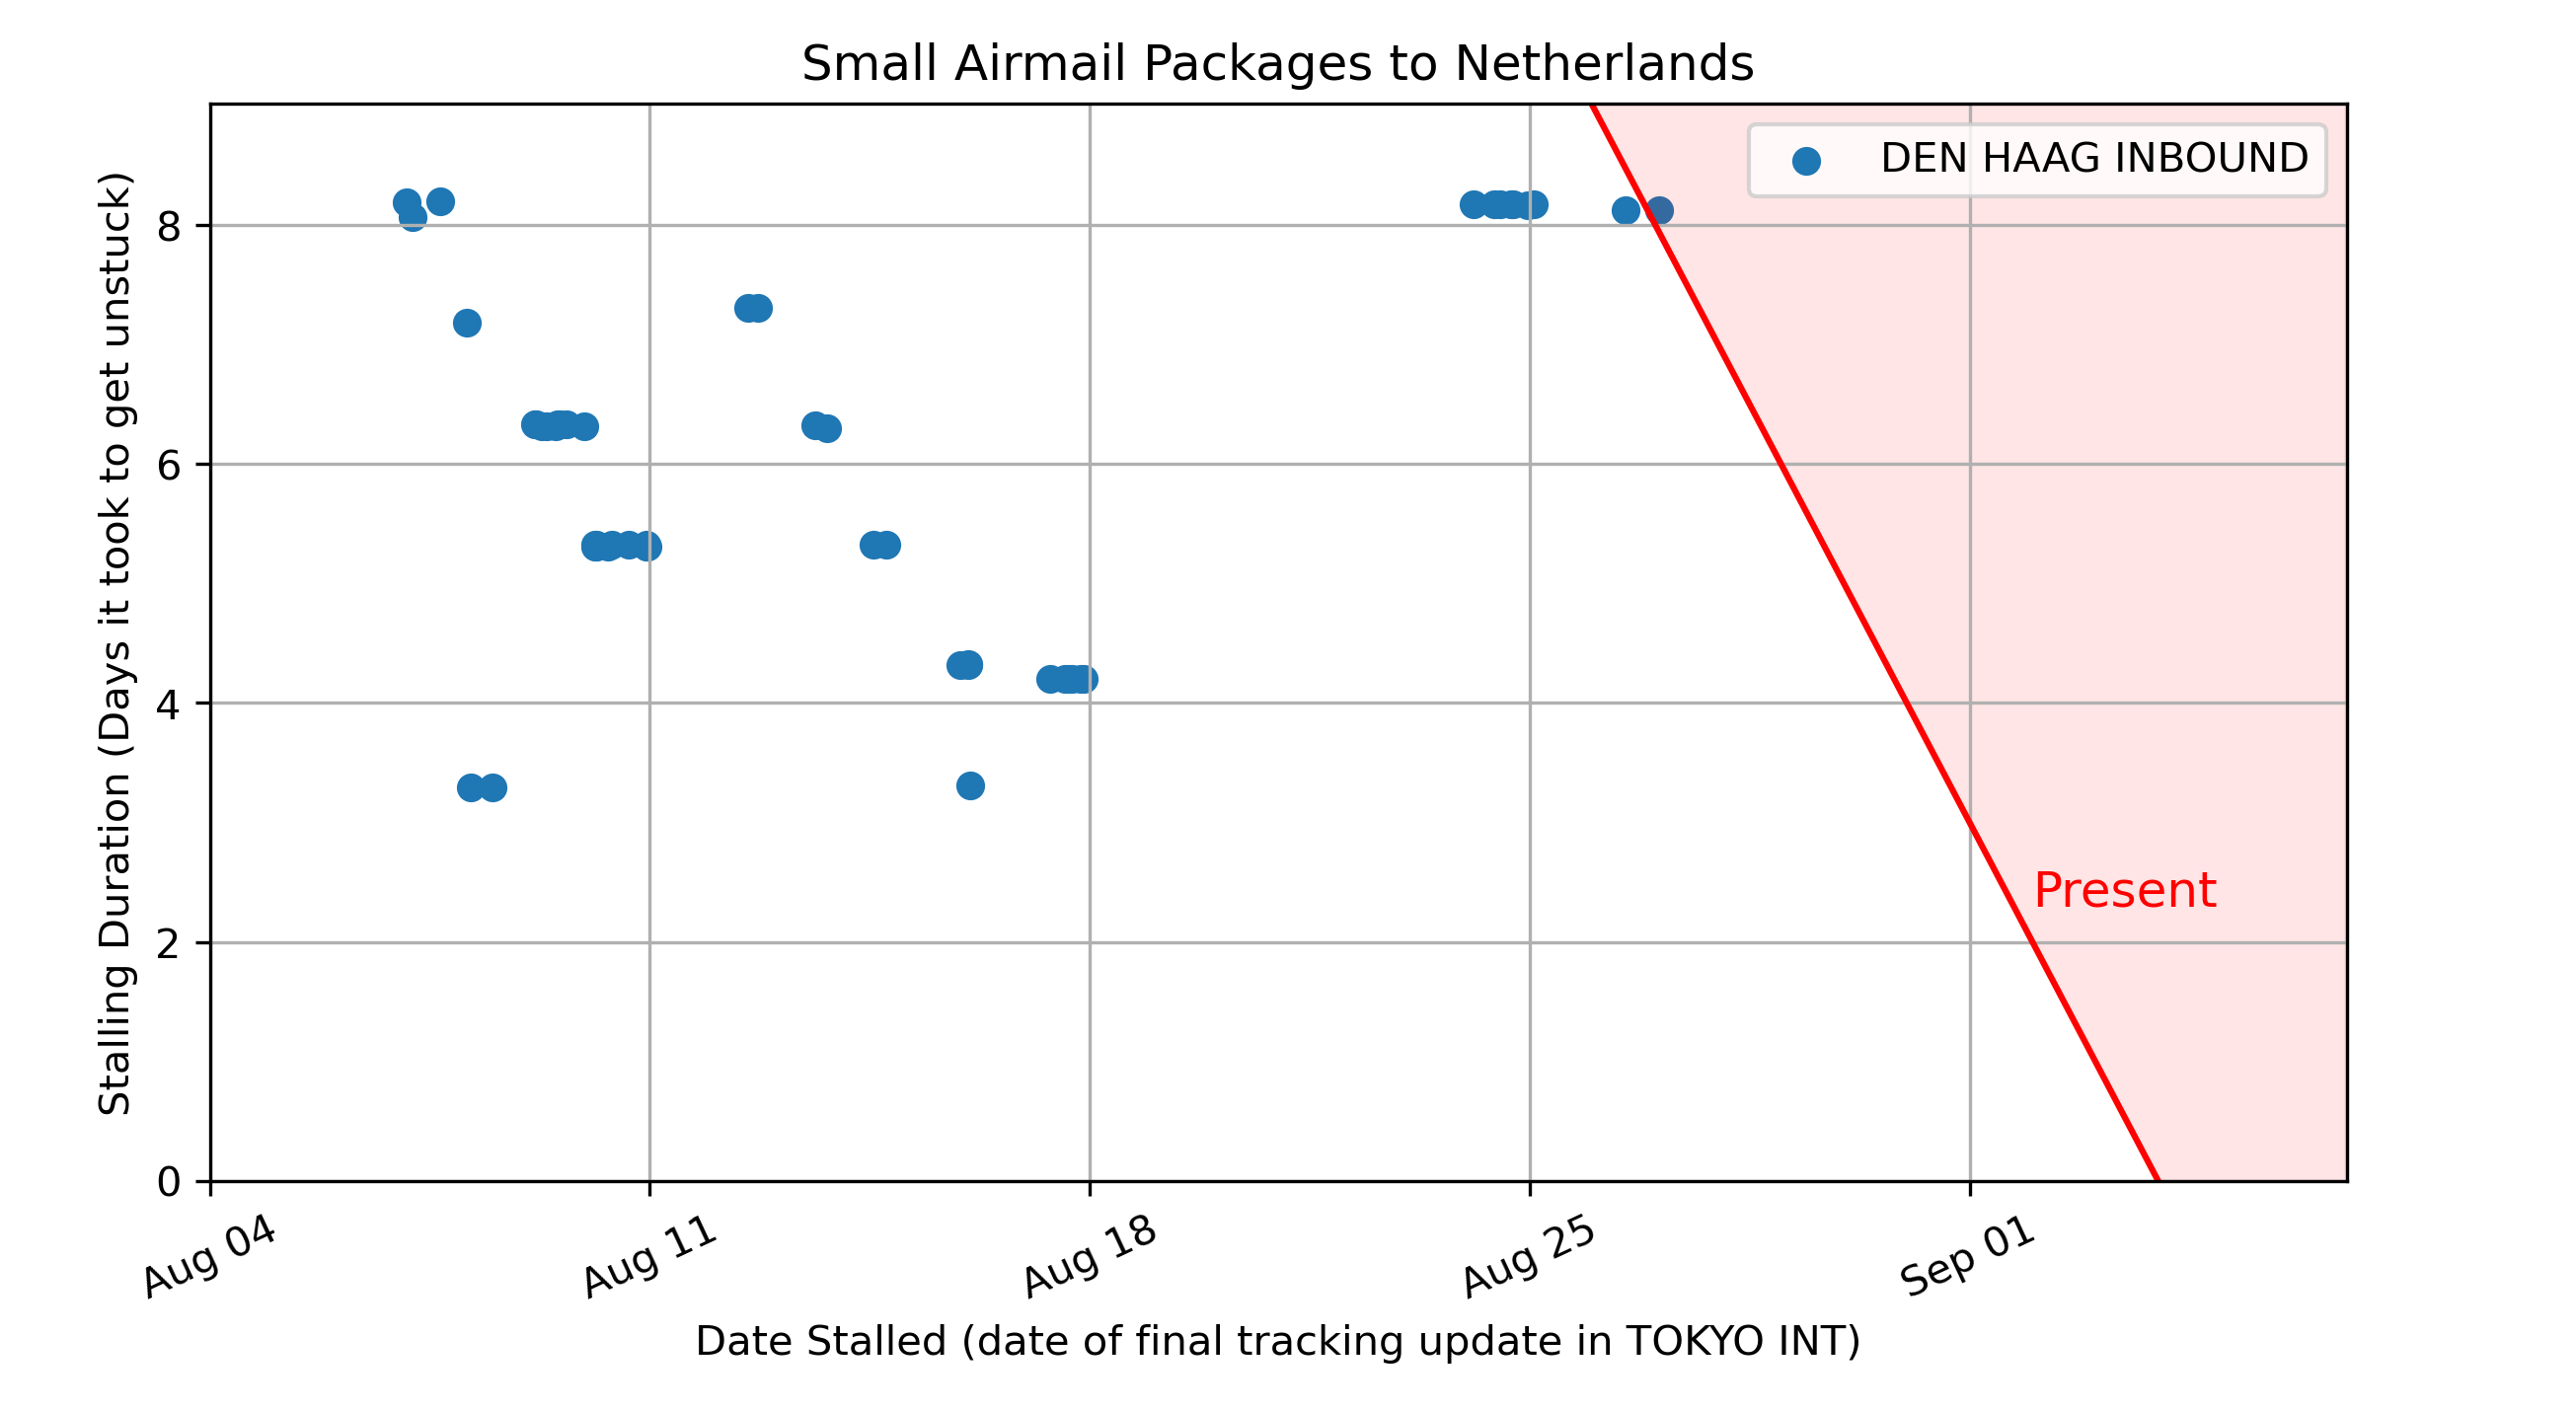 Small Airmail Packages to Netherlands
DEN HAAG INBOUND
Stalling Duration (Days it took to get unstuck)
8
6
4
2
0
Present
Aug 04
Aug 11
Aug 18
Aug 25
Sep 01
Date Stalled (date of final tracking update in TOKYO INT)